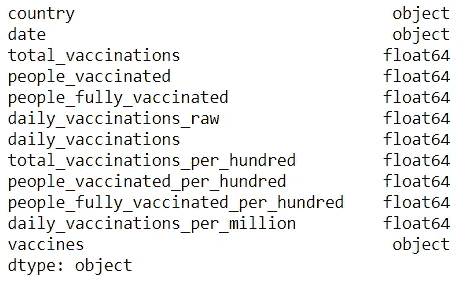 country object
date object
total_vaccinations float64
people_vaccinated float64
people_fully_vaccinated float64
daily_vaccinations_raw float64
daily_vaccinations float64
total_vaccinations_per_hundred float64
people_vaccinated_per_hundred float64
people_fully_vaccinated_per_hundred float64
daily_vaccinations_per_million float64
vaccines object
dtype: object